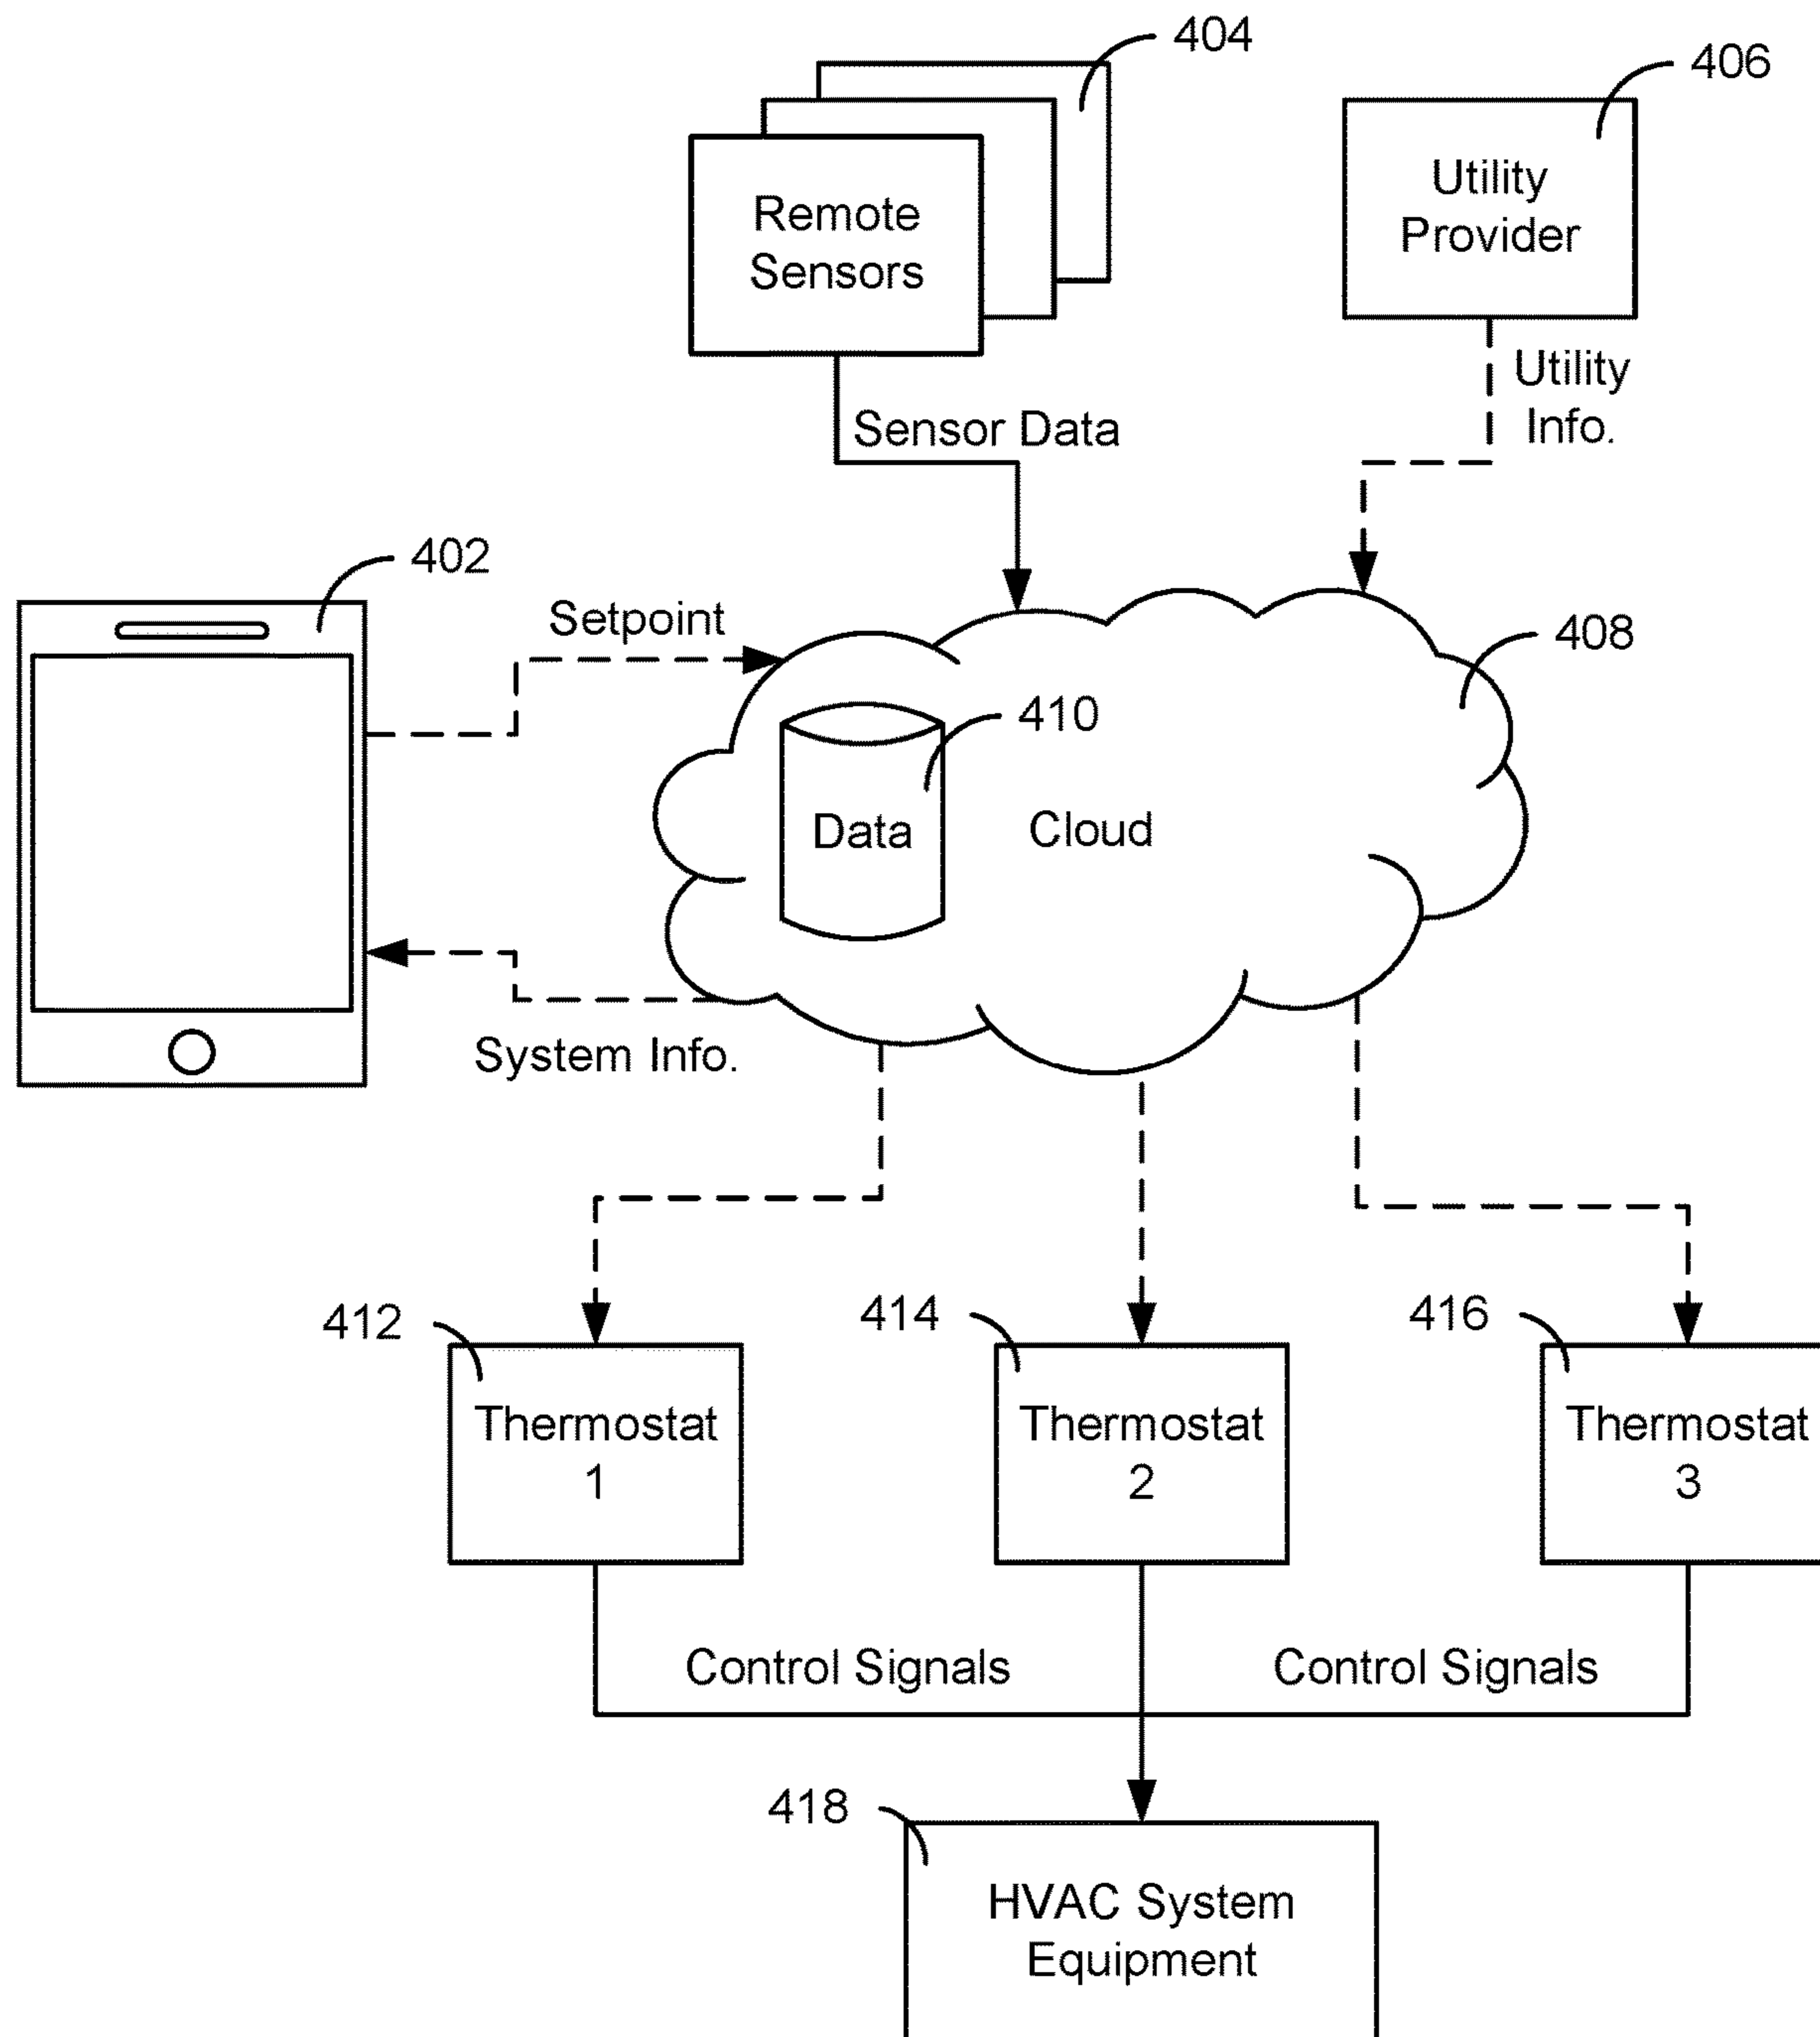 404
406
Remote
Sensors
Utility
Provider
Utility
Info.
Sensor Data
402
Setpoint
408
410
Data
Cloud
System Info.
412
414
416
Thermostat
1
Thermostat
2
Thermostat
3
Control Signals
Control Signals
418
HVAC System
Equipment